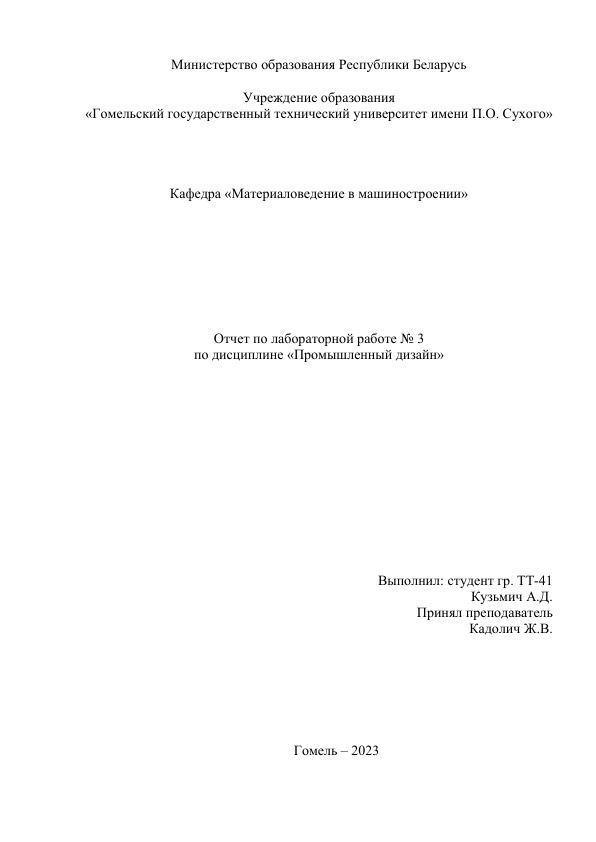 Министерство образования Республики Беларусь
Учреждение образования
«Гомельский государственный технический университет имени П.О. Сухого»
Кафедра «Материаловедение в машиностроении»
Отчет по лабораторной работе № 3
по дисциплине «Промышленный дизайн»
Выполнил: студент гр. ТТ-41
Кузьмич А.Д.
Принял преподаватель
Кадолич Ж.В.
Гомель – 2023